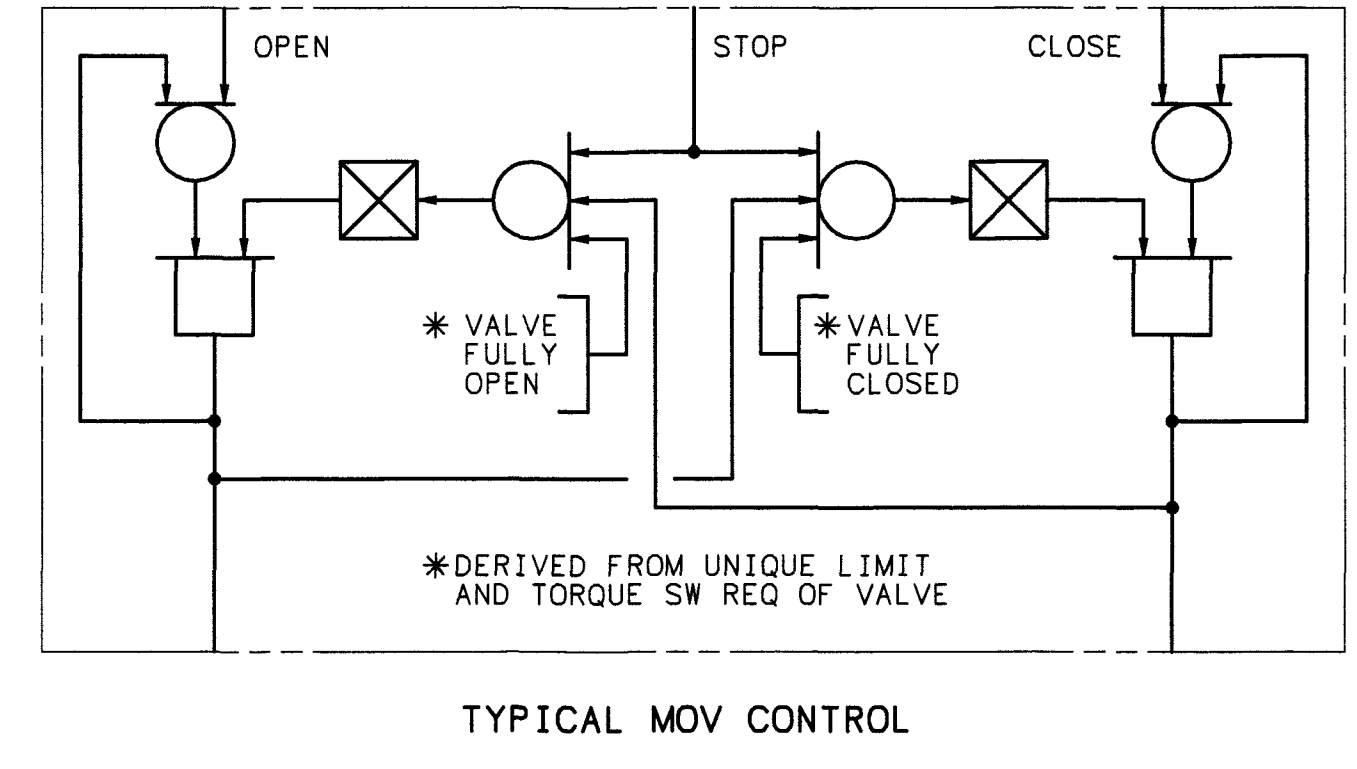 OPEN
STOP
CLOSE
* VALVE
FULLY
OPEN
* VALVE
FULLY
CLOSED
* DERIVED FROM UNIQUE LIMIT
AND TORQUE SW REQ OF VALVE
TYPICAL MOV CONTROL